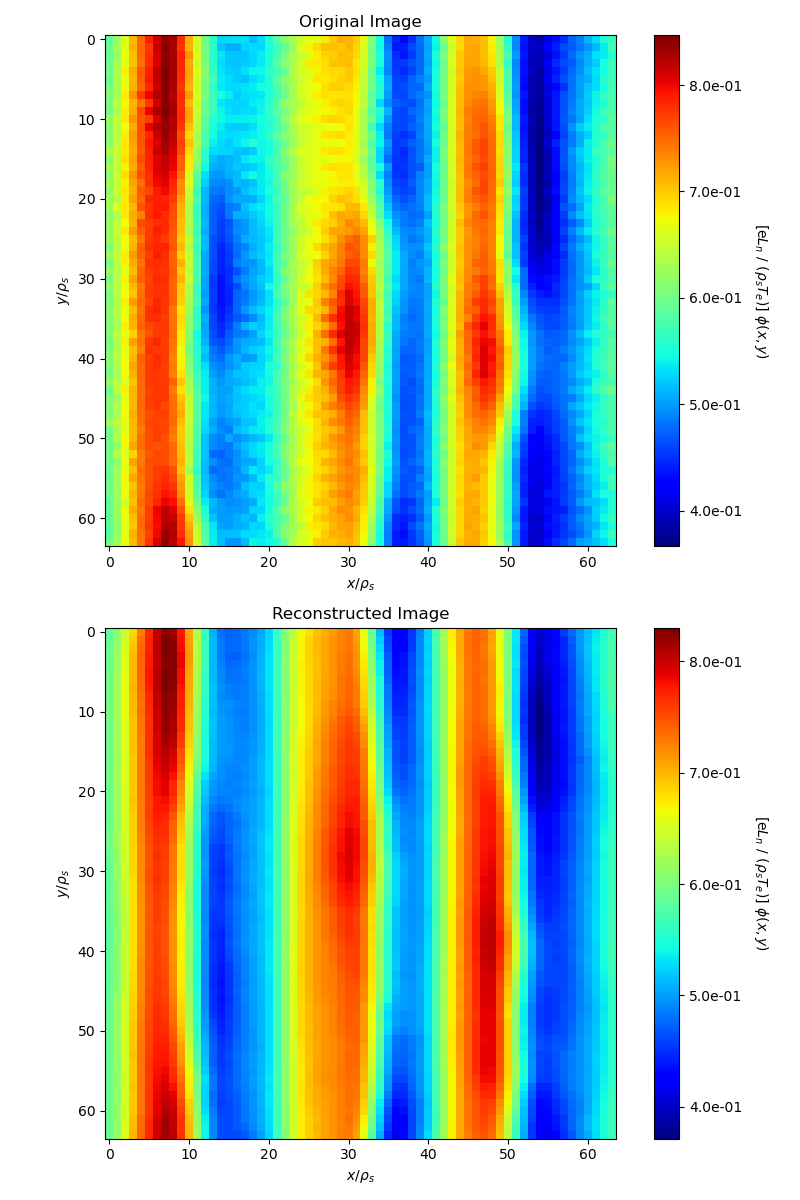 Original Image
0
10
20
30
40
50
60
y/ρₛ
0 10 20 30 40 50 60
x/ρₛ
8.0e-01
7.0e-01
6.0e-01
5.0e-01
4.0e-01
[eLₙ / (ρₛTₑ)] ϕ(x, y)
Reconstructed Image
0
10
20
30
40
50
60
y/ρₛ
0 10 20 30 40 50 60
x/ρₛ
8.0e-01
7.0e-01
6.0e-01
5.0e-01
4.0e-01
[eLₙ / (ρₛTₑ)] ϕ(x, y)